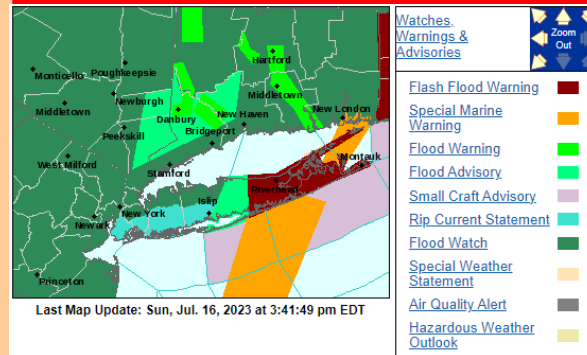 Hartford
Monticello
Poughkeepsie
Middletown
Newburgh
Middletown
New London
Danbury
New Haven
Peekskill
Bridgeport
West Milford
Stamford
Montauk
Riverhead
New York
Islip
Newark
Princeton
Last Map Update: Sun, Jul. 16, 2023 at 3:41:49 pm EDT
Watches,
Warnings &
Advisories
Zoom
Out
Flash Flood Warning
Special Marine
Warning
Flood Warning
Flood Advisory
Small Craft Advisory
Rip Current Statement
Flood Watch
Special Weather
Statement
Air Quality Alert
Hazardous Weather
Outlook